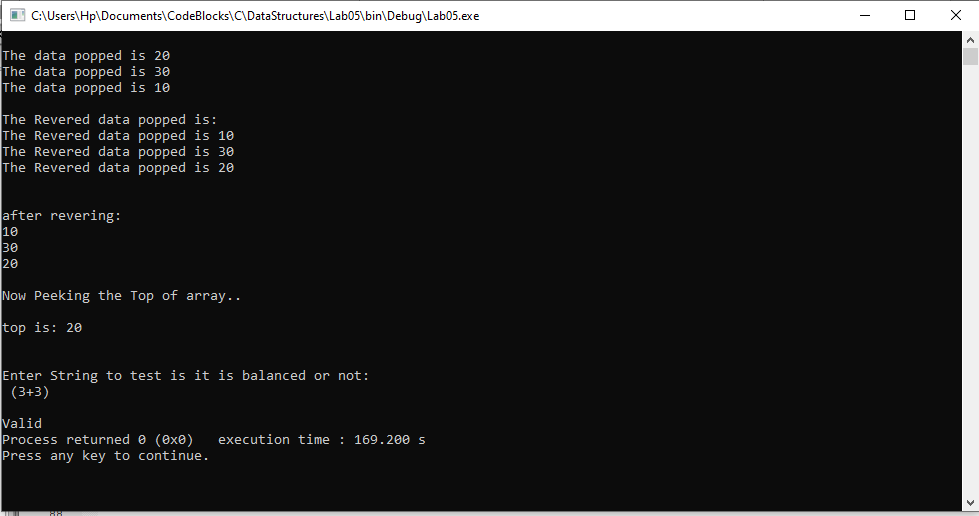 C:\Users\Hp\Documents\CodeBlocks\C\DataStructures\Lab05\bin\Debug\Lab05.exe
The data popped is 20
The data popped is 30
The data popped is 10
The Revered data popped is:
The Revered data popped is 10
The Revered data popped is 30
The Revered data popped is 20
after revering:
10
30
20
Now Peeking the Top of array..
top is: 20
Enter String to test is it is balanced or not:
(3+3)
Valid
Process returned 0 (0x0)   execution time : 169.200 s
Press any key to continue.